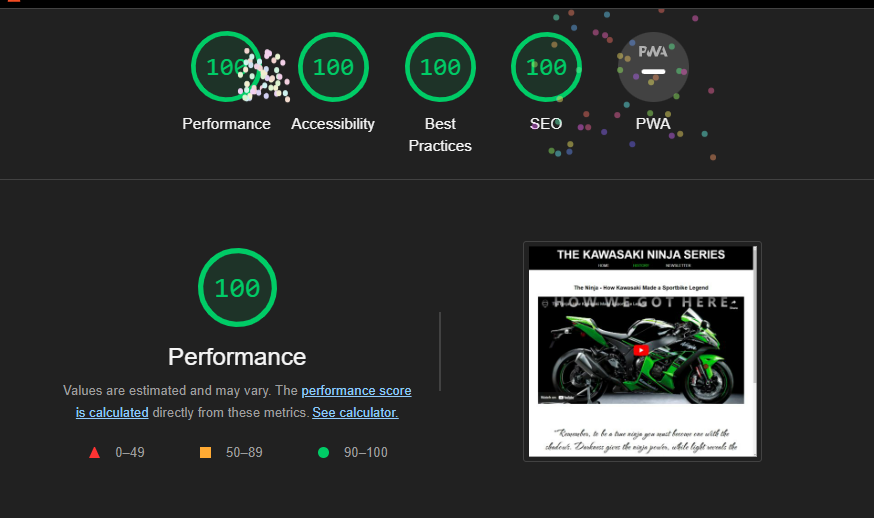 100 100 100 100 PWA
Performance Accessibility Best SEO PWA
Practices
100
Performance
Values are estimated and may vary. The performance score
is calculated directly from these metrics. See calculator.
0–49 50–89 90–100
THE KAWASAKI NINJA SERIES
HOME HISTORY NEWSLETTER
The Ninja - How Kawasaki Made a Sportbike Legend
HOW WE GOT HERE
Watch on YouTube
"Remember, to be a true ninja you must become one with the
shadows. Darkness gives the ninja power, while light reveals the